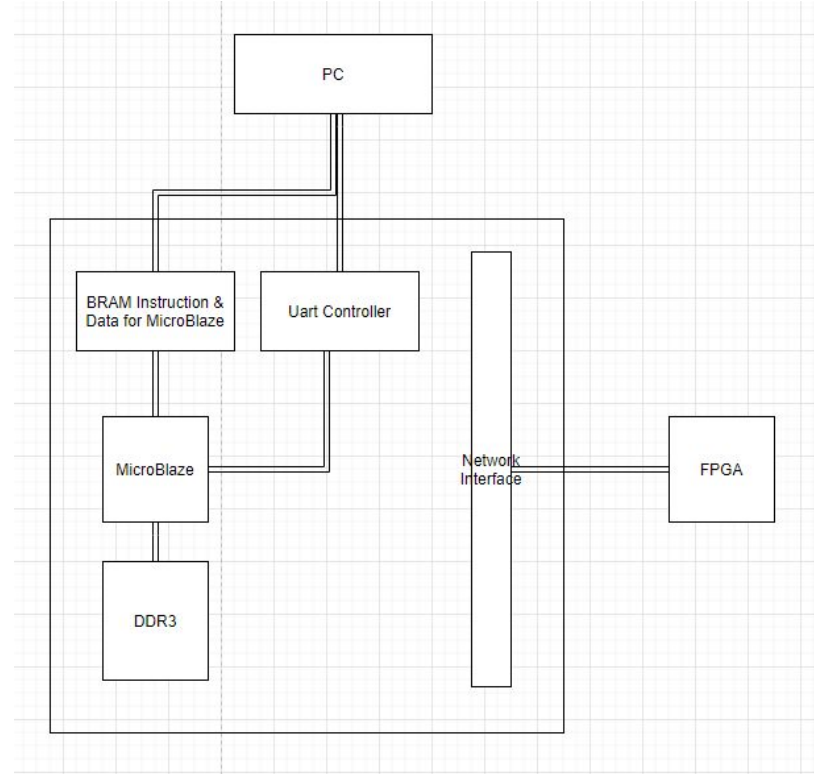 PC
BRAM Instruction &
Data for MicroBlaze
Uart Controller
MicroBlaze
Network
Interface
FPGA
DDR3